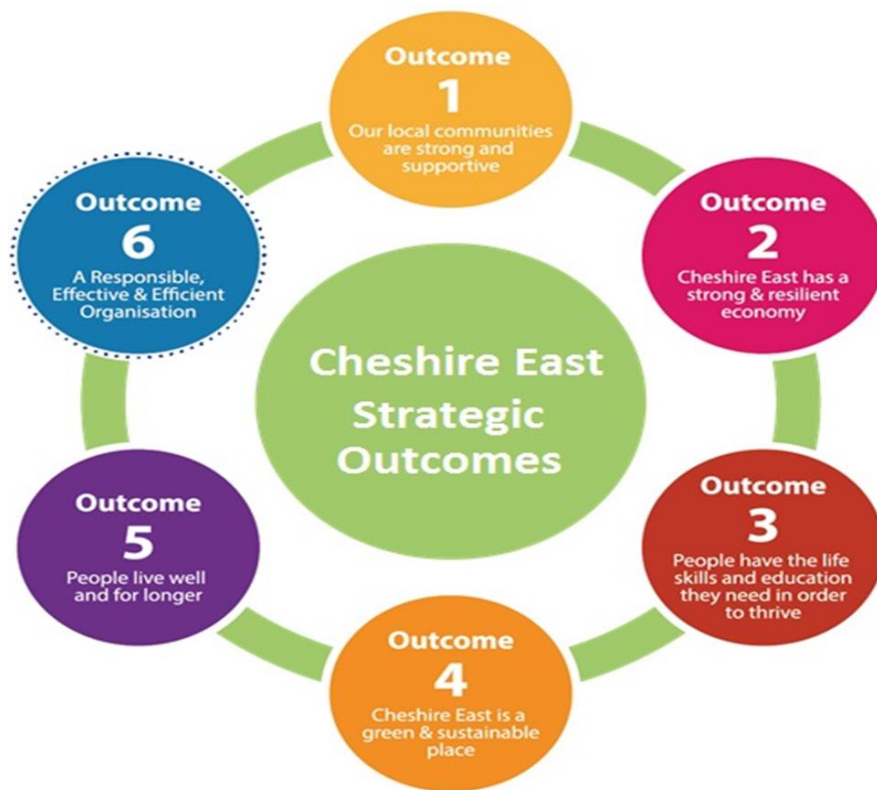 Outcome
1
Our local communities
are strong and
supportive
Outcome
2
Cheshire East has a
strong & resilient
economy
Outcome
3
People have the life
skills and education
they need in order
to thrive
Outcome
4
Cheshire East is a
green & sustainable
place
Outcome
5
People live well
and for longer
Outcome
6
A Responsible,
Effective & Efficient
Organisation
Cheshire East
Strategic
Outcomes